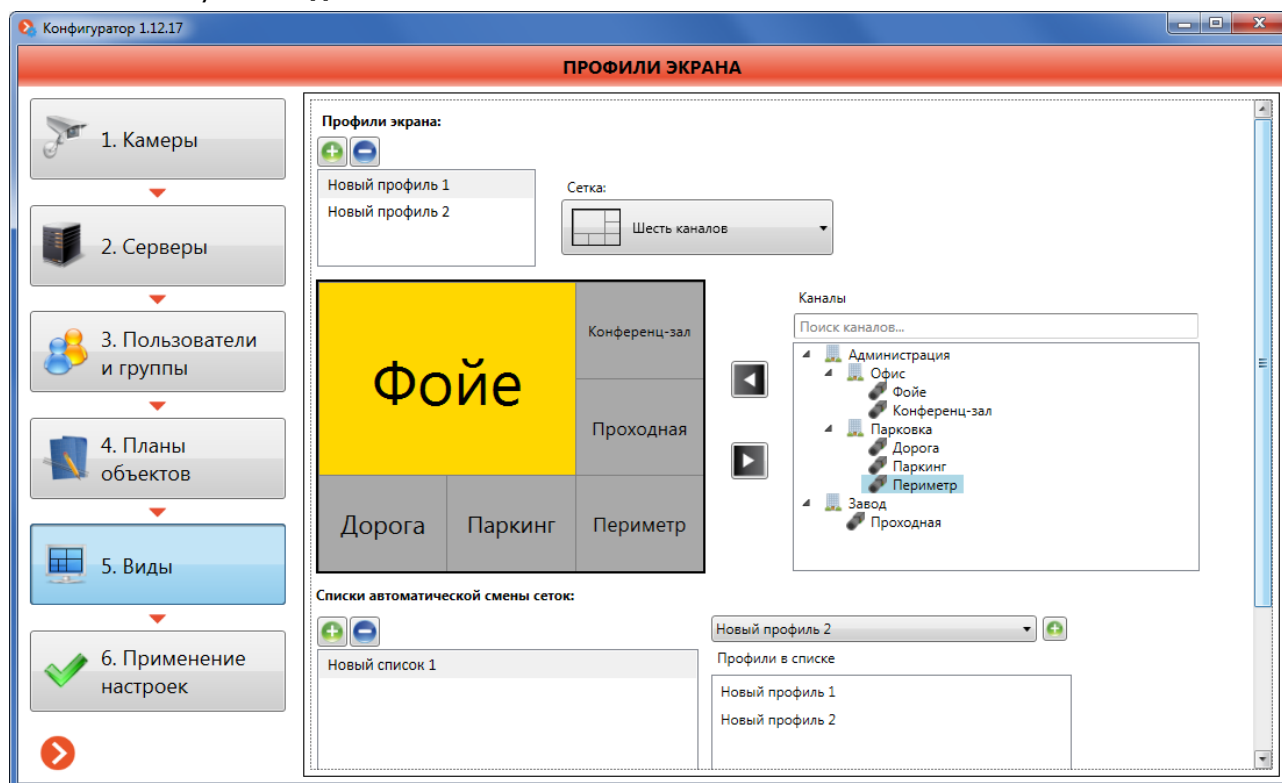 Конфигуратор 1.12.17
ПРОФИЛИ ЭКРАНА
1. Камеры
2. Серверы
3. Пользователи
и группы
4. Планы
объектов
5. Виды
6. Применение
настроек
Профили экрана:
Новый профиль 1
Новый профиль 2
Сетка:
Шесть каналов
Фойе
Конференц-зал
Проходная
Дорога
Паркинг
Периметр
Каналы
Поиск каналов...
Администрация
Офис
Фойе
Конференц-зал
Парковка
Дорога
Паркинг
Периметр
Завод
Проходная
Списки автоматической смены сеток:
Новый список 1
Новый профиль 2
Профили в списке
Новый профиль 1
Новый профиль 2